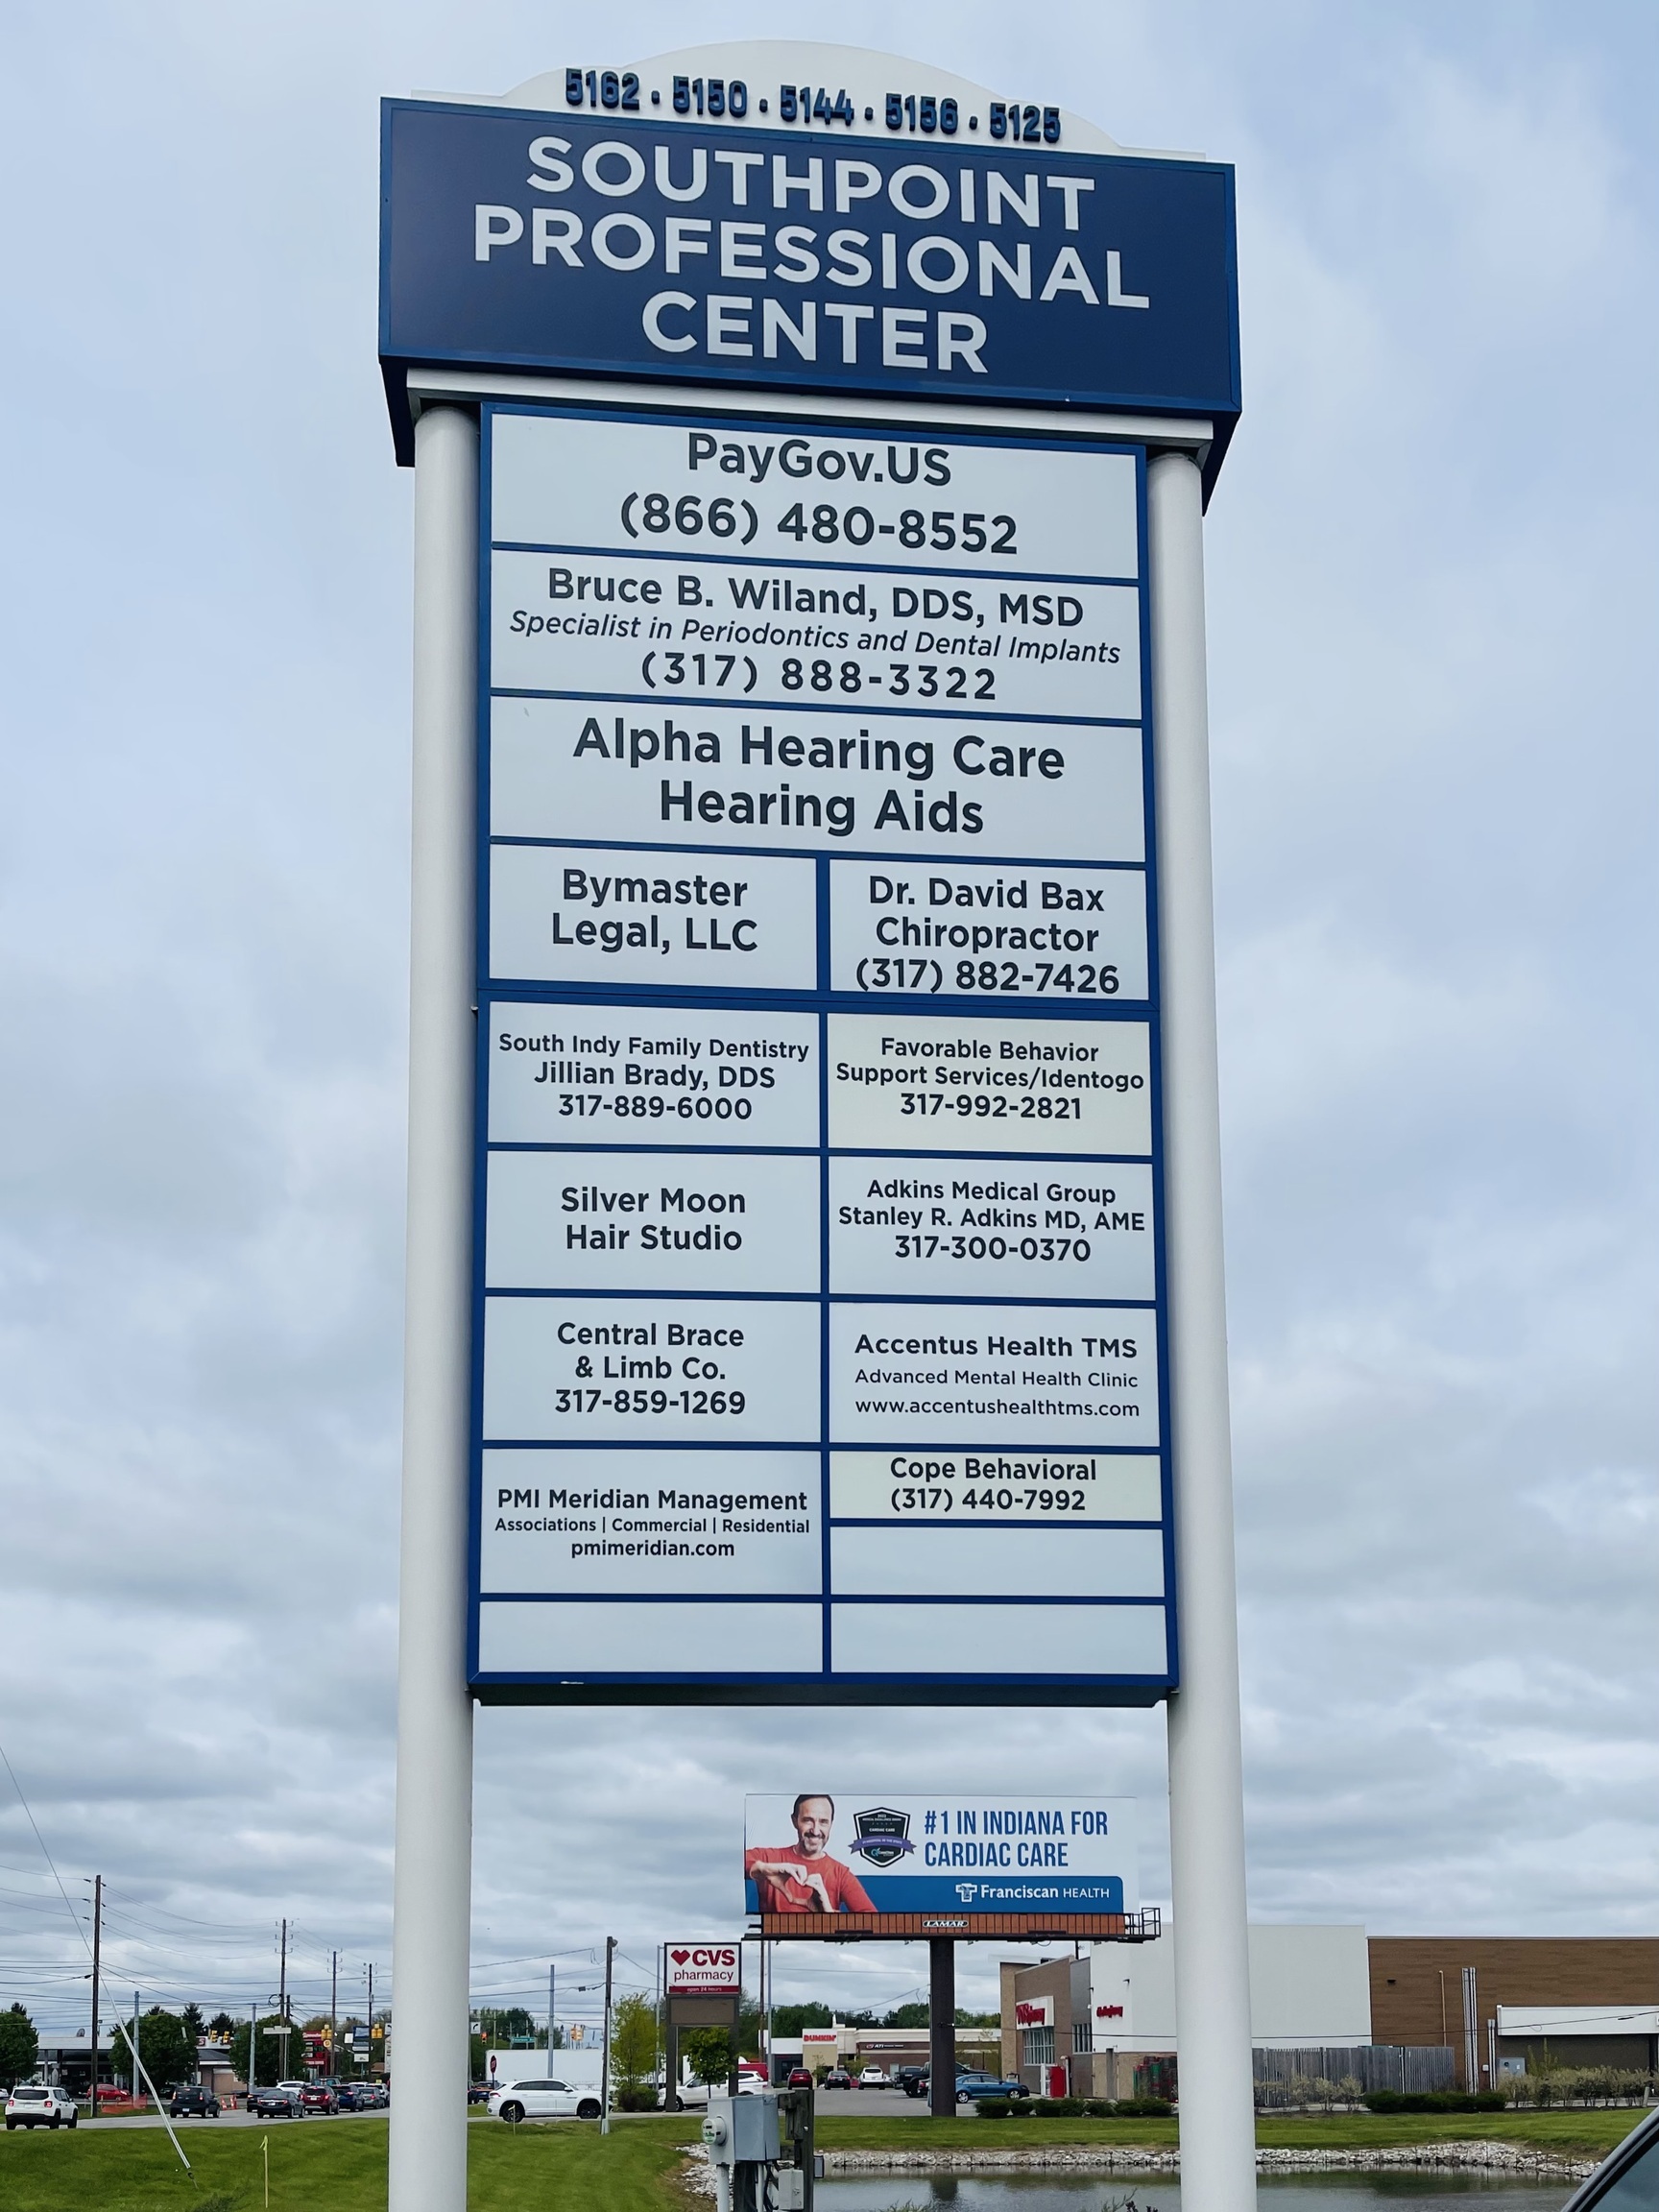 5162 • 5150 • 5144 • 5156 • 5125
SOUTHPOINT
PROFESSIONAL
CENTER
PayGov.US
(866) 480-8552
Bruce B. Wiland, DDS, MSD
Specialist in Periodontics and Dental Implants
(317) 888-3322
Alpha Hearing Care
Hearing Aids
Bymaster
Legal, LLC
Dr. David Bax
Chiropractor
(317) 882-7426
South Indy Family Dentistry
Jillian Brady, DDS
317-889-6000
Favorable Behavior
Support Services/Identogo
317-992-2821
Silver Moon
Hair Studio
Adkins Medical Group
Stanley R. Adkins MD, AME
317-300-0370
Central Brace
& Limb Co.
317-859-1269
Accentus Health TMS
Advanced Mental Health Clinic
www.accentushealthtms.com
PMI Meridian Management
Associations | Commercial | Residential
pmimeridian.com
Cope Behavioral
(317) 440-7992
#1 IN INDIANA FOR
CARDIAC CARE
CARDIAC CARE
Franciscan HEALTH
LAMAR
CVS
pharmacy
open 24 hours
DUNKIN'